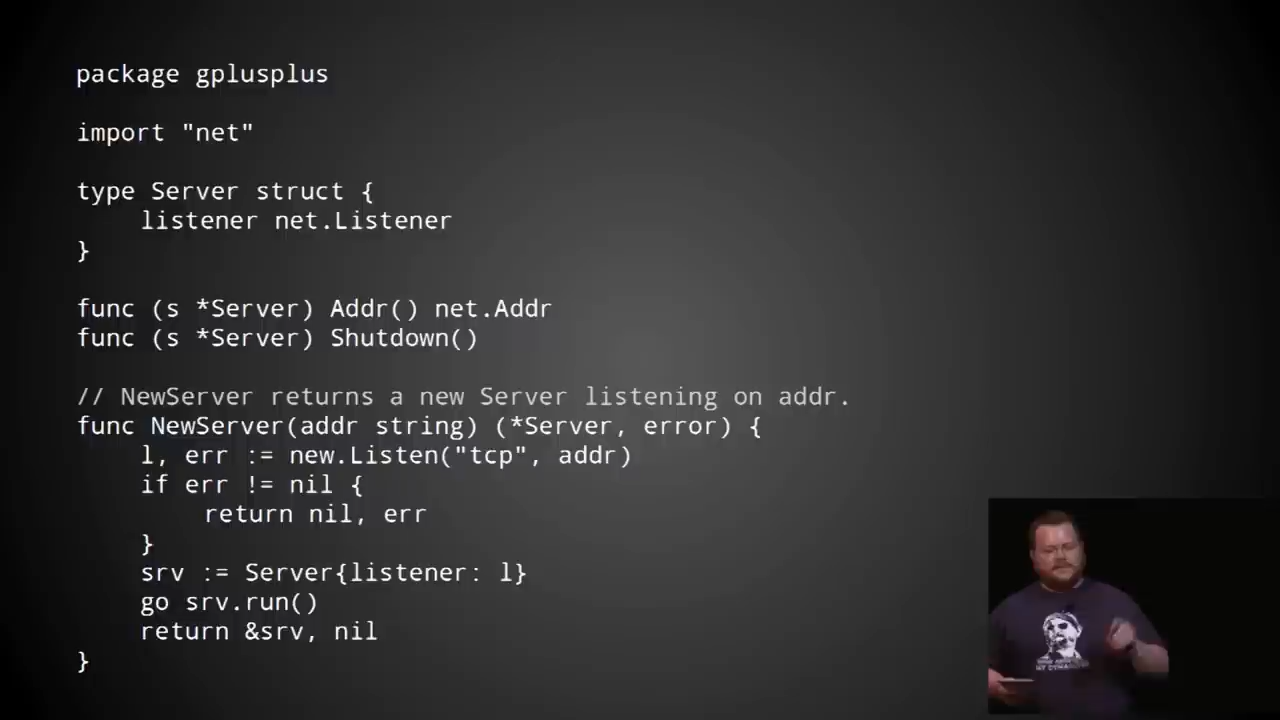 package gplusplus
import "net"
type Server struct {
listener net.Listener
}
func (s *Server) Addr() net.Addr
func (s *Server) Shutdown()
// NewServer returns a new Server listening on addr.
func NewServer(addr string) (*Server, error) {
l, err := new.Listen("tcp", addr)
if err != nil {
return nil, err
}
srv := Server{listener: l}
go srv.run()
return &srv, nil
}